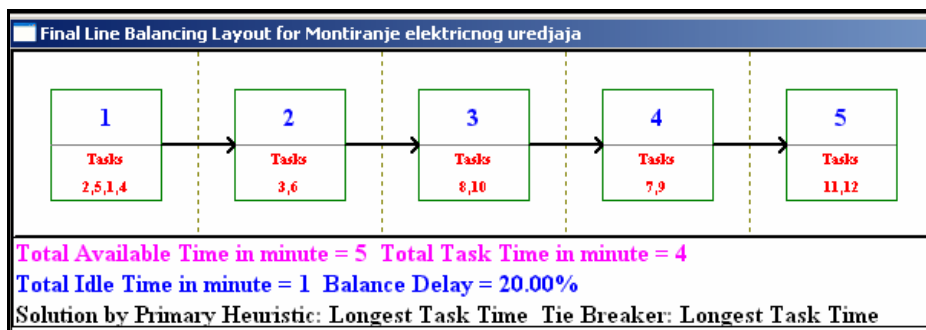 Final Line Balancing Layout for Montiranje elektricnog uredjaja
1 2 3 4 5
Tasks Tasks Tasks Tasks Tasks
2,5,1,4 3,6 8,10 7,9 11,12
Total Available Time in minute = 5 Total Task Time in minute = 4
Total Idle Time in minute = 1 Balance Delay = 20.00%
Solution by Primary Heuristic: Longest Task Time Tie Breaker: Longest Task Time